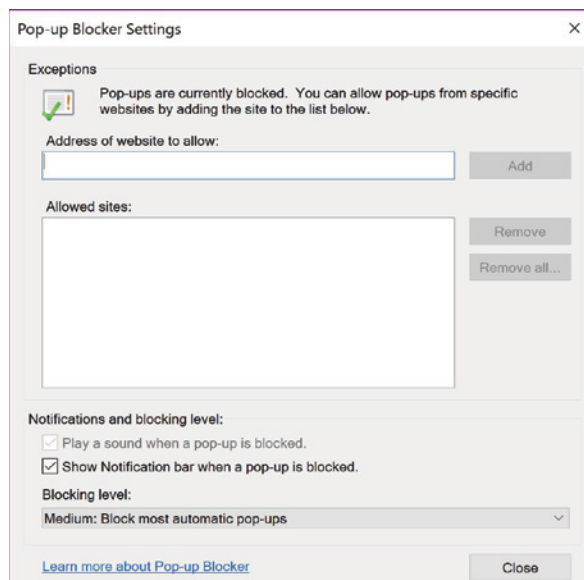 Pop-up Blocker Settings
Exceptions
Pop-ups are currently blocked. You can allow pop-ups from specific
websites by adding the site to the list below.
Address of website to allow:
Add
Allowed sites:
Remove
Remove all...
Notifications and blocking level:
Play a sound when a pop-up is blocked.
Show Notification bar when a pop-up is blocked.
Blocking level:
Medium: Block most automatic pop-ups
Learn more about Pop-up Blocker
Close